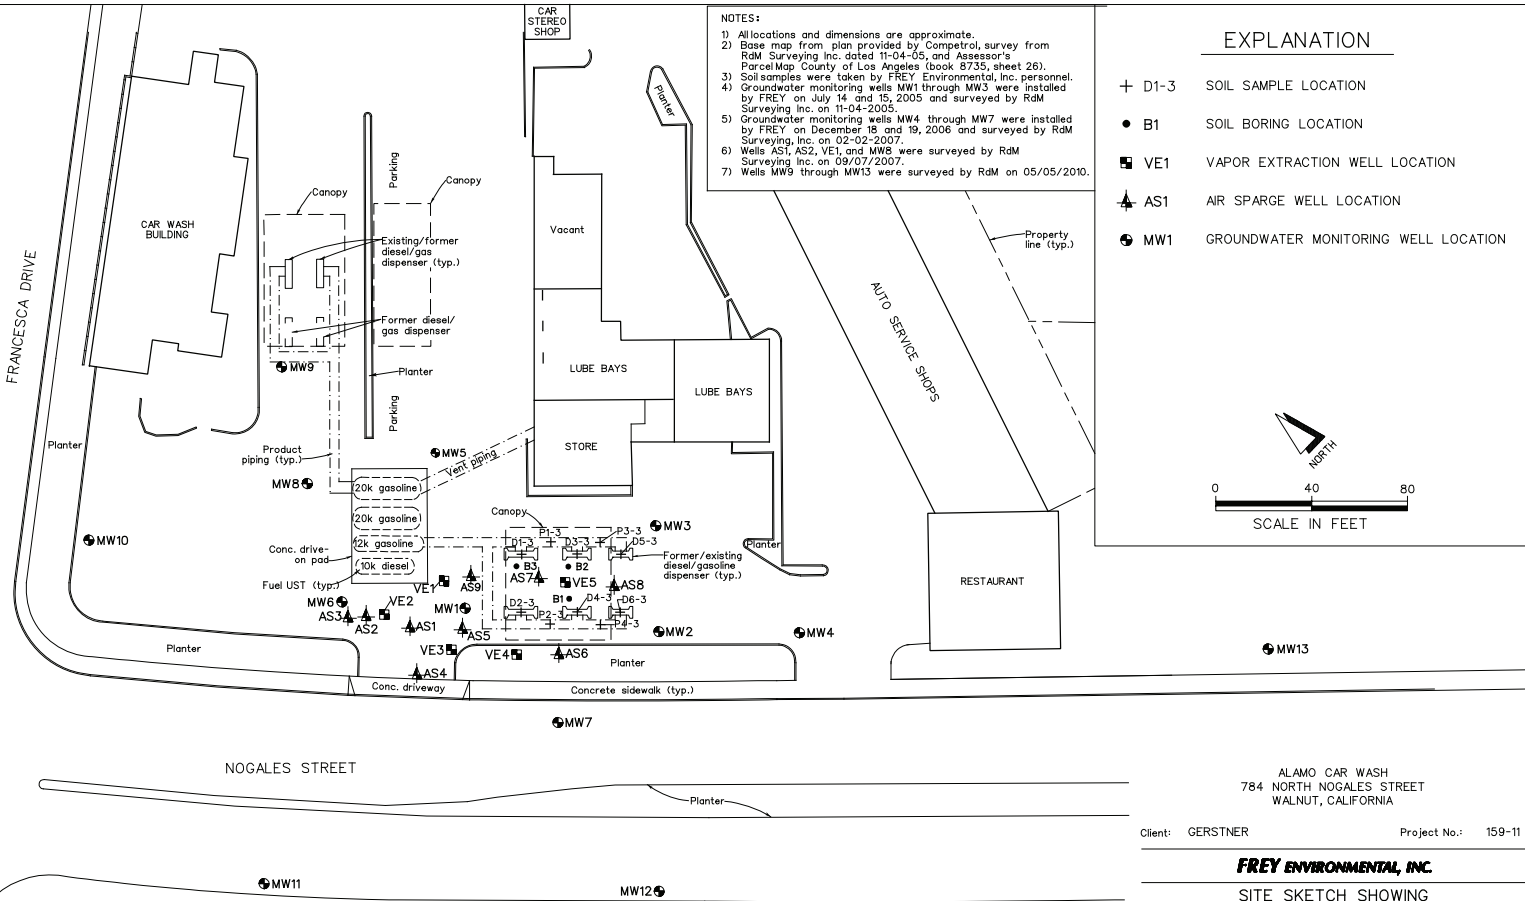 CAR
STEREO
SHOP
NOTES:
1) All locations and dimensions are approximate.
2) Base map from plan provided by Competrol, survey from
RdM Surveying Inc. dated 11-04-05, and Assessor's
Parcel Map County of Los Angeles (book 8735, sheet 26).
3) Soil samples were taken by FREY Environmental, Inc. personnel.
4) Groundwater monitoring wells MW1 through MW3 were installed
by FREY on July 14 and 15, 2005 and surveyed by RdM
Surveying Inc. on 11-04-2005.
5) Groundwater monitoring wells MW4 through MW7 were installed
by FREY on December 18 and 19, 2006 and surveyed by RdM
Surveying, Inc. on 02-02-2007.
6) Wells AS1, AS2, VE1, and MW8 were surveyed by RdM
Surveying Inc. on 09/07/2007.
7) Wells MW9 through MW13 were surveyed by RdM on 05/05/2010.
EXPLANATION
D1-3 SOIL SAMPLE LOCATION
B1 SOIL BORING LOCATION
VE1 VAPOR EXTRACTION WELL LOCATION
AS1 AIR SPARGE WELL LOCATION
MW1 GROUNDWATER MONITORING WELL LOCATION
Planter
Parking
Canopy
Canopy
CAR WASH
BUILDING
Vacant
Property
line (typ.)
Existing/former
diesel/gas
dispenser (typ.)
FRANCESCA DRIVE
AUTO SERVICE SHOPS
Former diesel/
gas dispenser
MW9
Planter
LUBE BAYS
LUBE BAYS
Parking
Planter
STORE
Product
piping (typ.)
MW5
Vent piping
NORTH
MW8
20k gasoline
0 40 80
SCALE IN FEET
Canopy
20k gasoline
MW3
P1-3
P3-3
MW10
12k gasoline
D1-3
D3-3
D5-3
Planter
Conc. drive-
on pad
Former/existing
diesel/gasoline
dispenser (typ.)
10k diesel
B3
B2
Fuel UST (typ.)
VE1
AS9
AS7
VE5
AS8
RESTAURANT
MW6
VE2
MW1
B1
D4-3
D2-3
D6-3
AS3
AS2
AS1
AS5
P2-3
P4-3
MW2
MW4
Planter
VE3
VE4
AS6
Planter
MW13
AS4
Conc. driveway
Concrete sidewalk (typ.)
MW7
NOGALES STREET
Planter
ALAMO CAR WASH
784 NORTH NOGALES STREET
WALNUT, CALIFORNIA
Client: GERSTNER Project No.: 159-11
FREY ENVIRONMENTAL, INC.
MW11
MW12
SITE SKETCH SHOWING